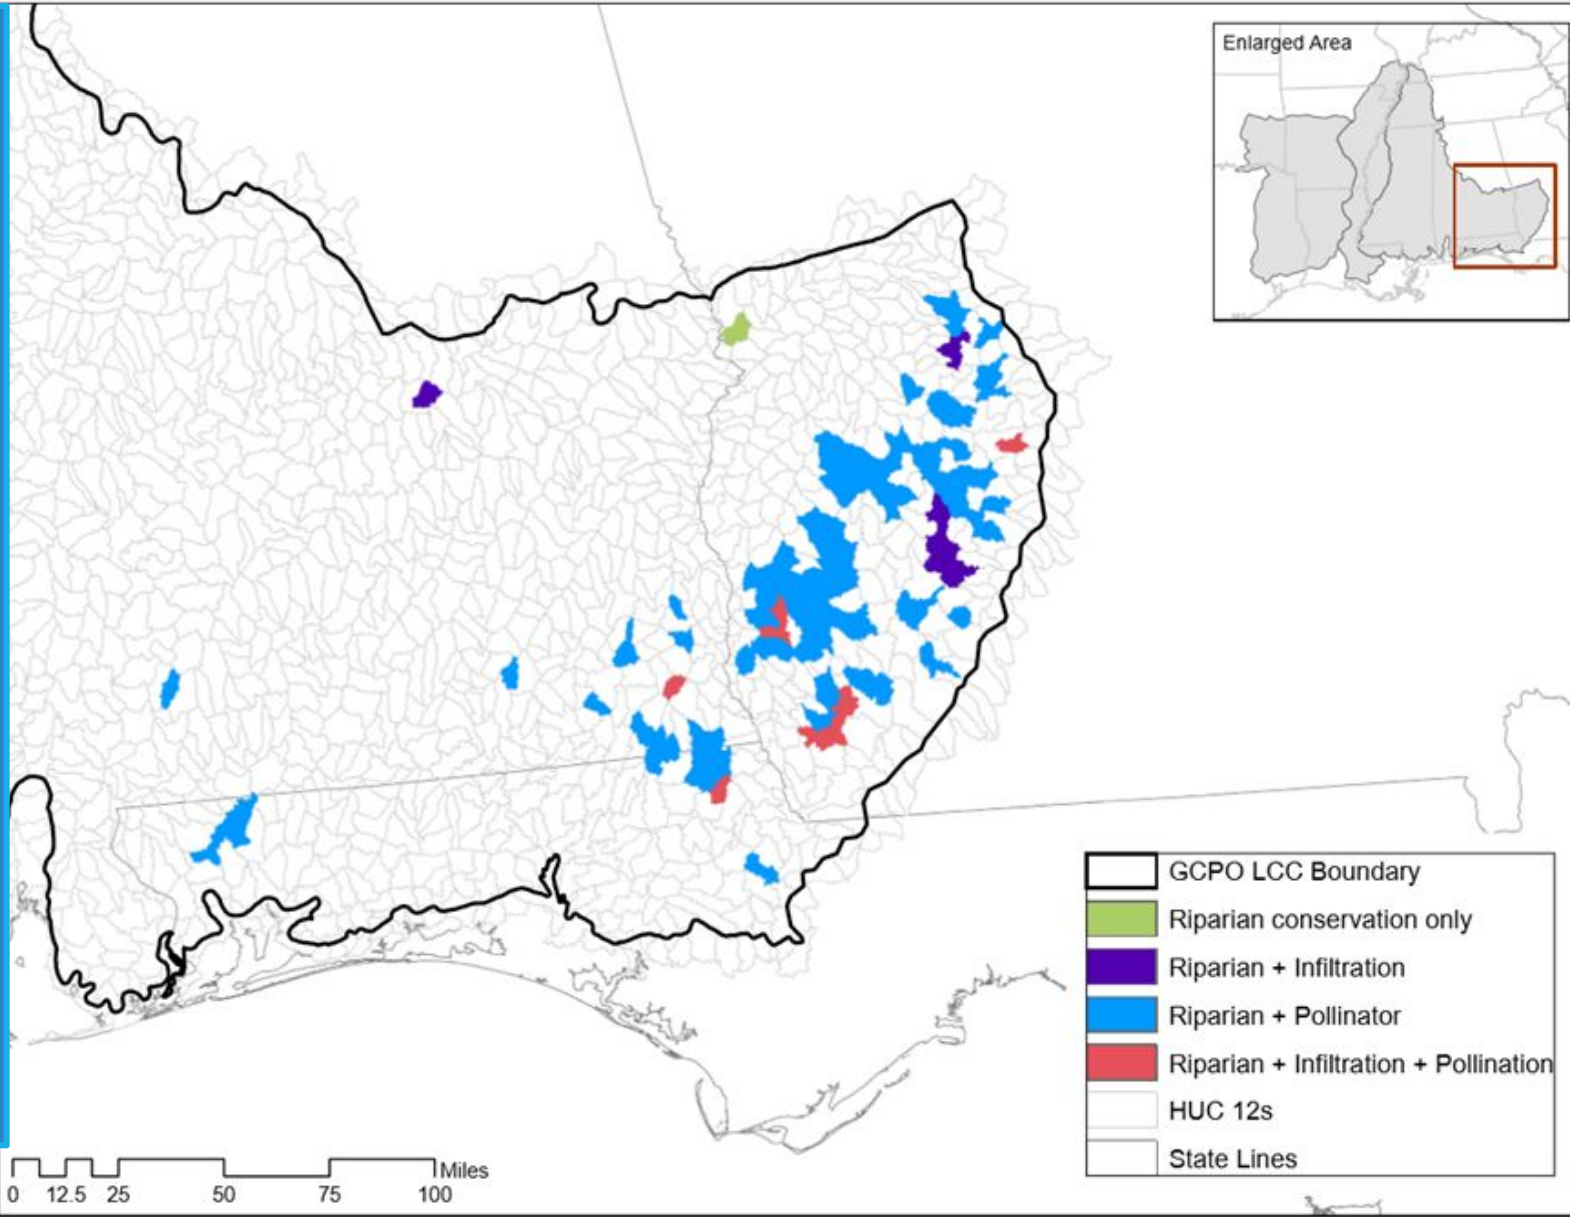 Enlarged Area
GCPO LCC Boundary
Riparian conservation only
Riparian + Infiltration
Riparian + Pollinator
Riparian + Infiltration + Pollination
HUC 12s
State Lines
Miles
0 12.5 25 50 75 100